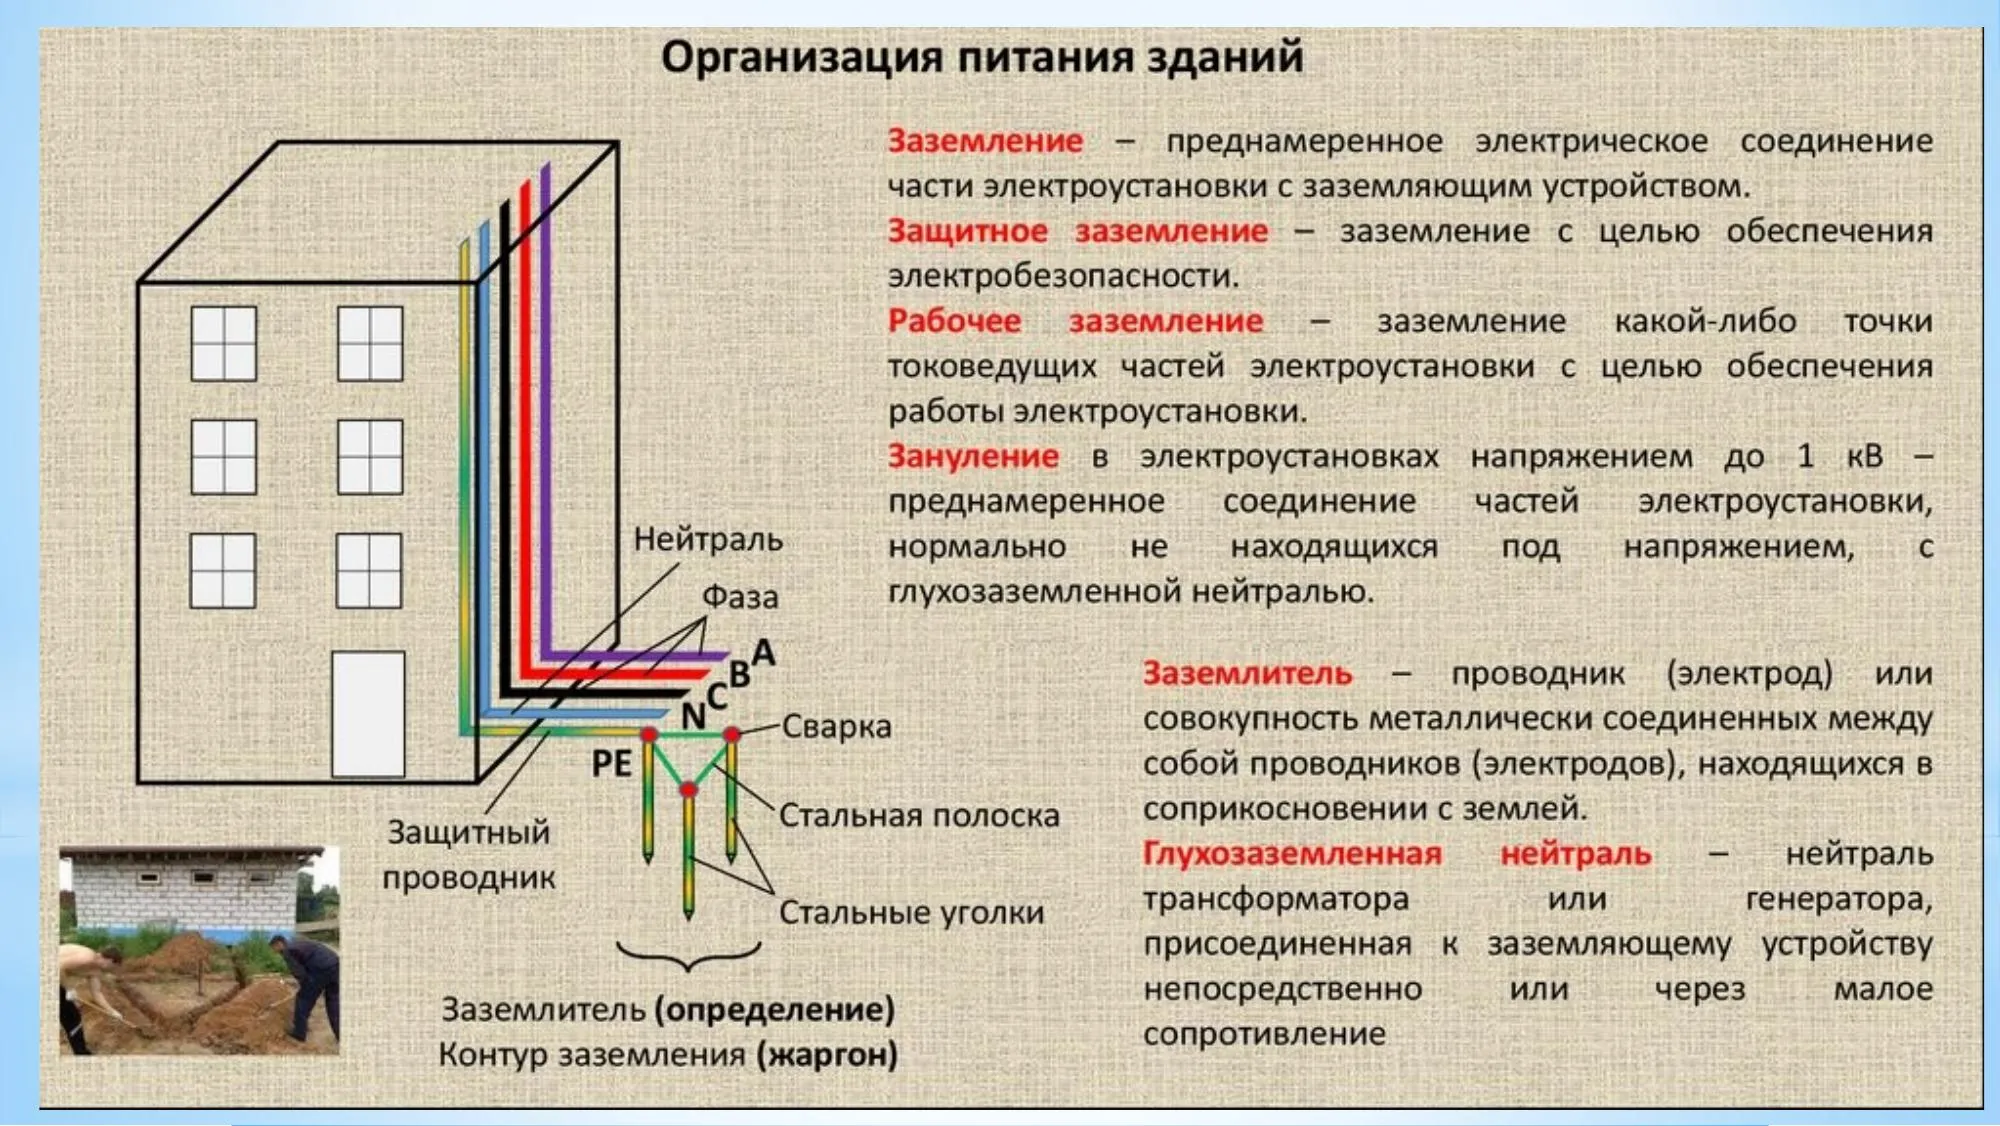 Организация питания зданий
Заземление – преднамеренное электрическое соединение
части электроустановки с заземляющим устройством.
Защитное заземление – заземление с целью обеспечения
электробезопасности.
Рабочее заземление – заземление какой-либо точки
токоведущих частей электроустановки с целью обеспечения
работы электроустановки.
Зануление в электроустановках напряжением до 1 кВ –
преднамеренное соединение частей электроустановки,
нормально не находящихся под напряжением, с
глухозаземленной нейтралью.
Нейтраль
Фаза
A
B
C
N
PE
Сварка
Стальная полоска
Защитный
проводник
Стальные уголки
Заземлитель (определение)
Контур заземления (жаргон)
Заземлитель – проводник (электрод) или
совокупность металлически соединенных между
собой проводников (электродов), находящихся в
соприкосновении с землей.
Глухозаземленная нейтраль – нейтраль
трансформатора или генератора,
присоединенная к заземляющему устройству
непосредственно или через малое
сопротивление